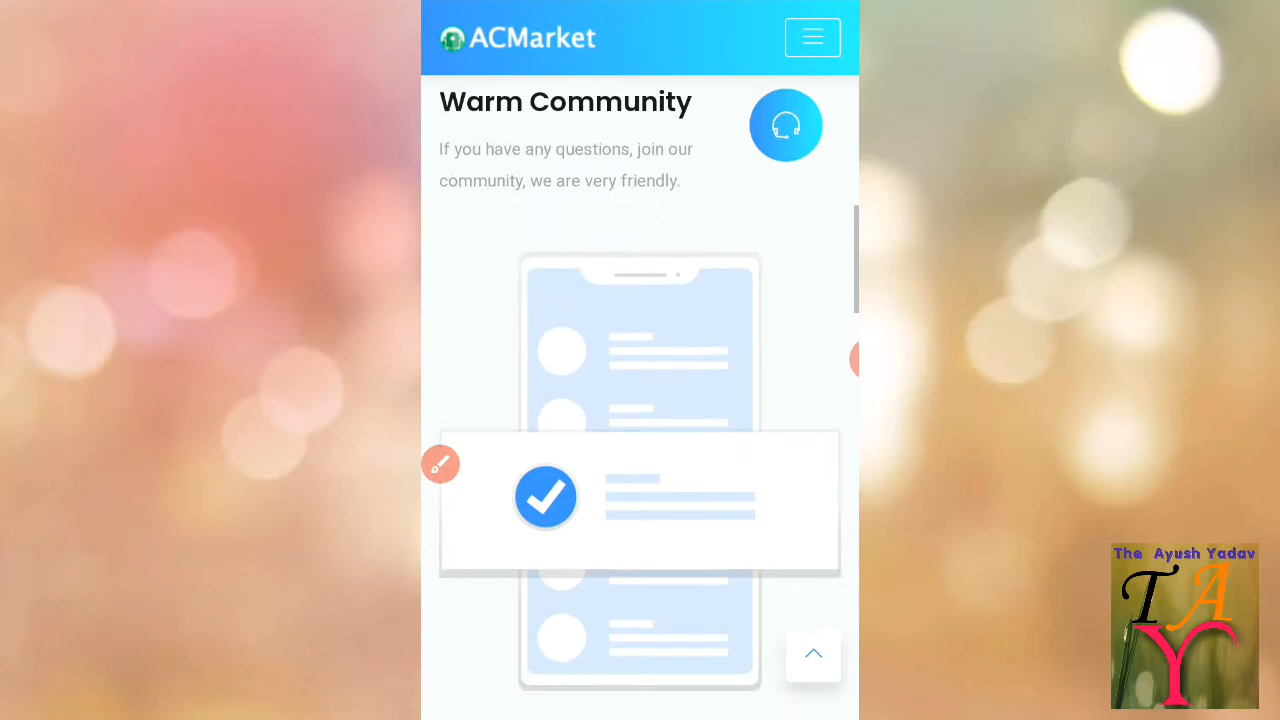 ACMarket
Warm Community
If you have any questions, join our
community, we are very friendly.
The Ayush Yadav
T A
Y